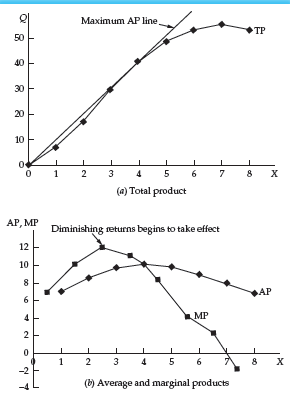 Q
Maximum AP line
TP
50
40
30
20
10
0
0 1 2 3 4 5 6 7 8 X
(a) Total product
AP, MP
Diminishing returns begins to take effect
12
10
8
6
4
2
0
-2
-4
AP
MP
0 1 2 3 4 5 6 7 8 X
(b) Average and marginal products